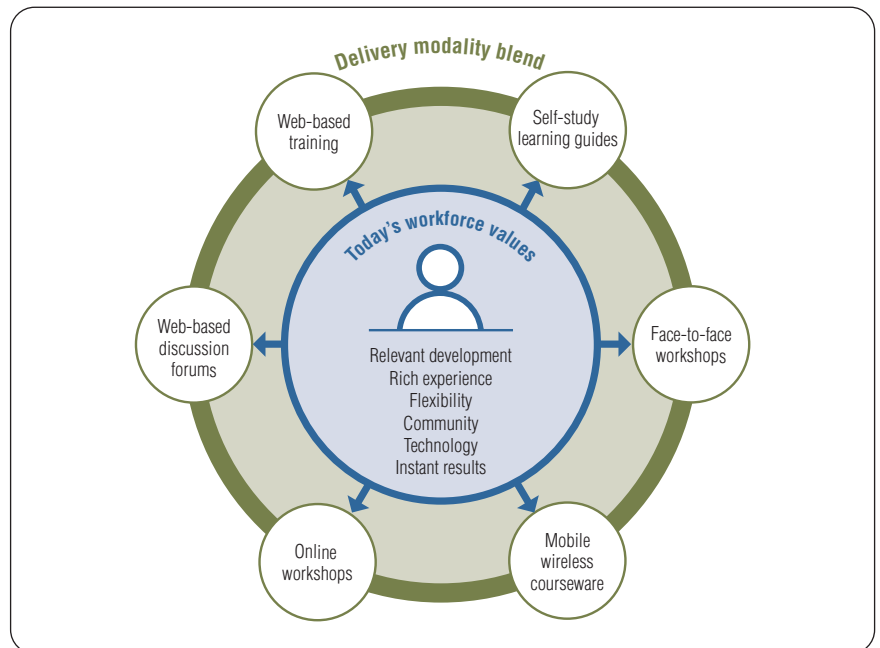 Delivery modality blend
Web-based
training
Self-study
learning guides
Today's workforce values
Web-based
discussion
forums
Face-to-face
workshops
Relevant development
Rich experience
Flexibility
Community
Technology
Instant results
Online
workshops
Mobile
wireless
courseware